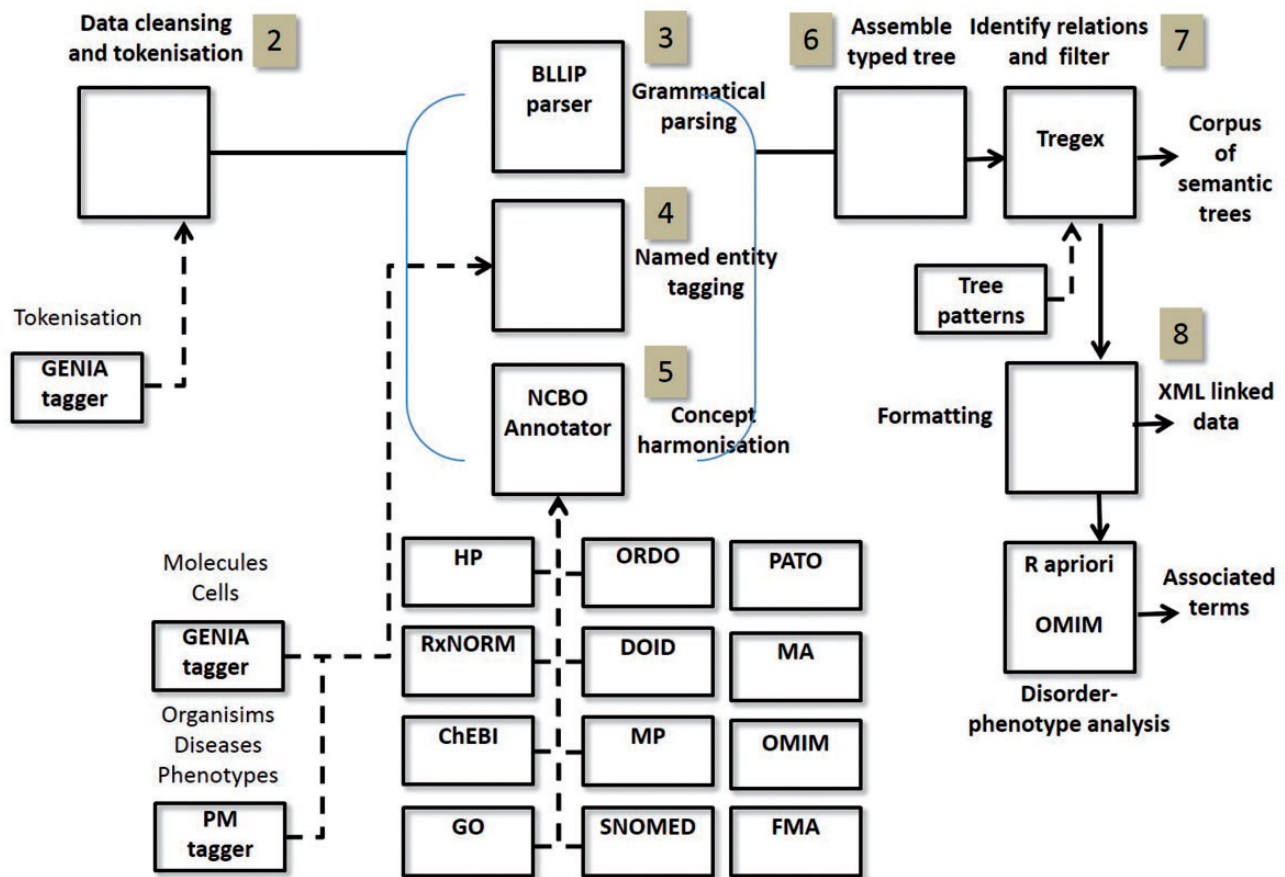 Data cleansing
and tokenisation
2
Tokenisation
GENIA
tagger
BLLIP
parser
3
Grammatical
parsing
4
Named entity
tagging
NCBO
Annotator
5
Concept
harmonisation
6
Assemble
typed tree
Identify relations
and filter
7
Tregex
Corpus
of
semantic
trees
Tree
patterns
8
Formatting
XML linked
data
R apriori
OMIM
Associated
terms
Disorder-
phenotype analysis
Molecules
Cells
GENIA
tagger
Organisims
Diseases
Phenotypes
PM
tagger
HP
ORDO
PATO
RxNORM
DOID
MA
ChEBI
MP
OMIM
GO
SNOMED
FMA